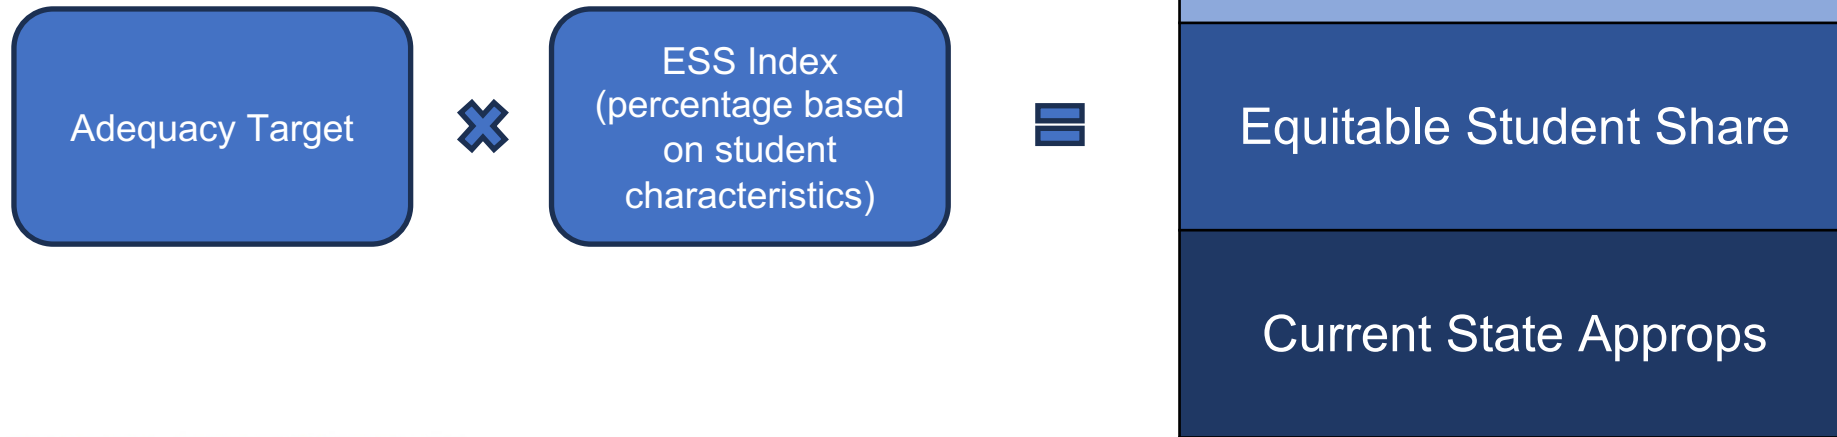 Adequacy Target
ESS Index
(percentage based
on student
characteristics)
Equitable Student Share
Current State Approps